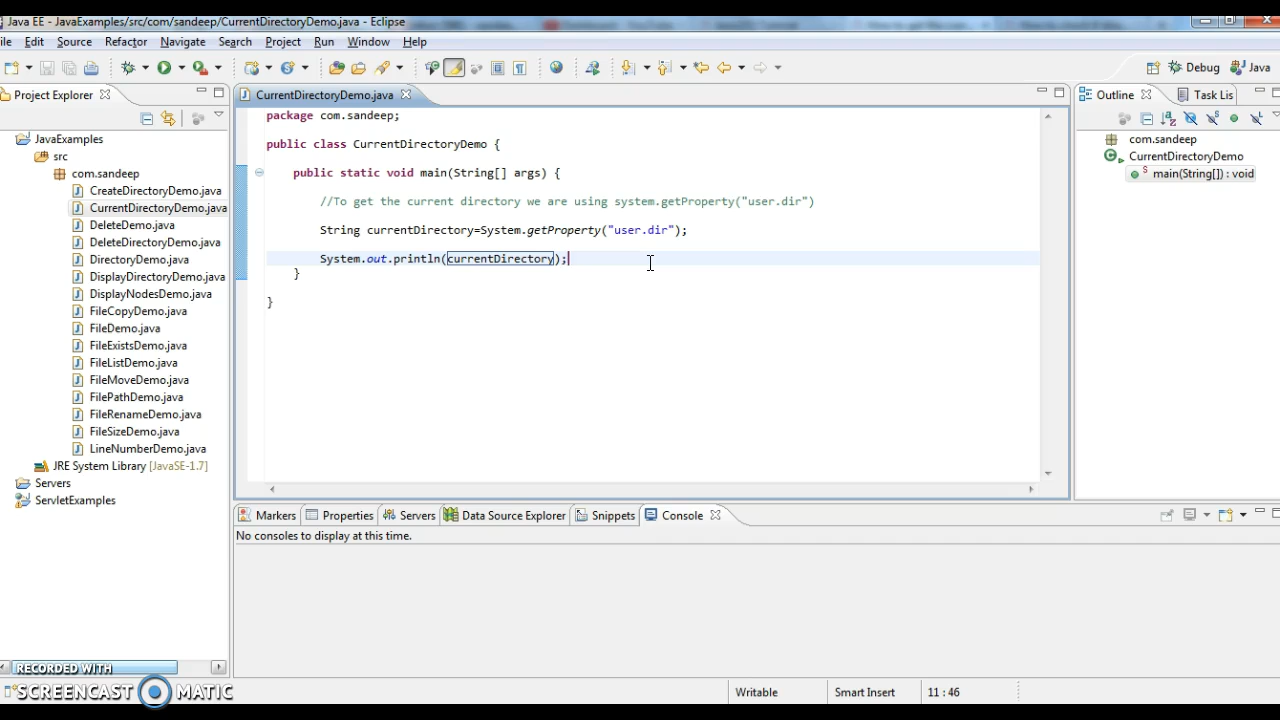 Java EE - JavaExamples/src/com/sandeep/CurrentDirectoryDemo.java - Eclipse
ile Edit Source Refactor Navigate Search Project Run Window Help
Debug Java
Project Explorer
JavaExamples
src
com.sandeep
CreateDirectoryDemo.java
CurrentDirectoryDemo.java
DeleteDemo.java
DeleteDirectoryDemo.java
DirectoryDemo.java
DisplayDirectoryDemo.java
DisplayNodesDemo.java
FileCopyDemo.java
FileDemo.java
FileExistsDemo.java
FileListDemo.java
FileMoveDemo.java
FilePathDemo.java
FileRenameDemo.java
FileSizeDemo.java
LineNumberDemo.java
JRE System Library [JavaSE-1.7]
Servers
ServletExamples
CurrentDirectoryDemo.java
package com.sandeep;
public class CurrentDirectoryDemo {
public static void main(String[] args) {
//To get the current directory we are using system.getProperty("user.dir")
String currentDirectory=System.getProperty("user.dir");
System.out.println(currentDirectory);
}
}
Outline Task Lis
com.sandeep
CurrentDirectoryDemo
main(String[]) : void
Markers Properties Servers Data Source Explorer Snippets Console
No consoles to display at this time.
RECORDED WITH
SCREENCAST MATIC
Writable Smart Insert 11 : 46